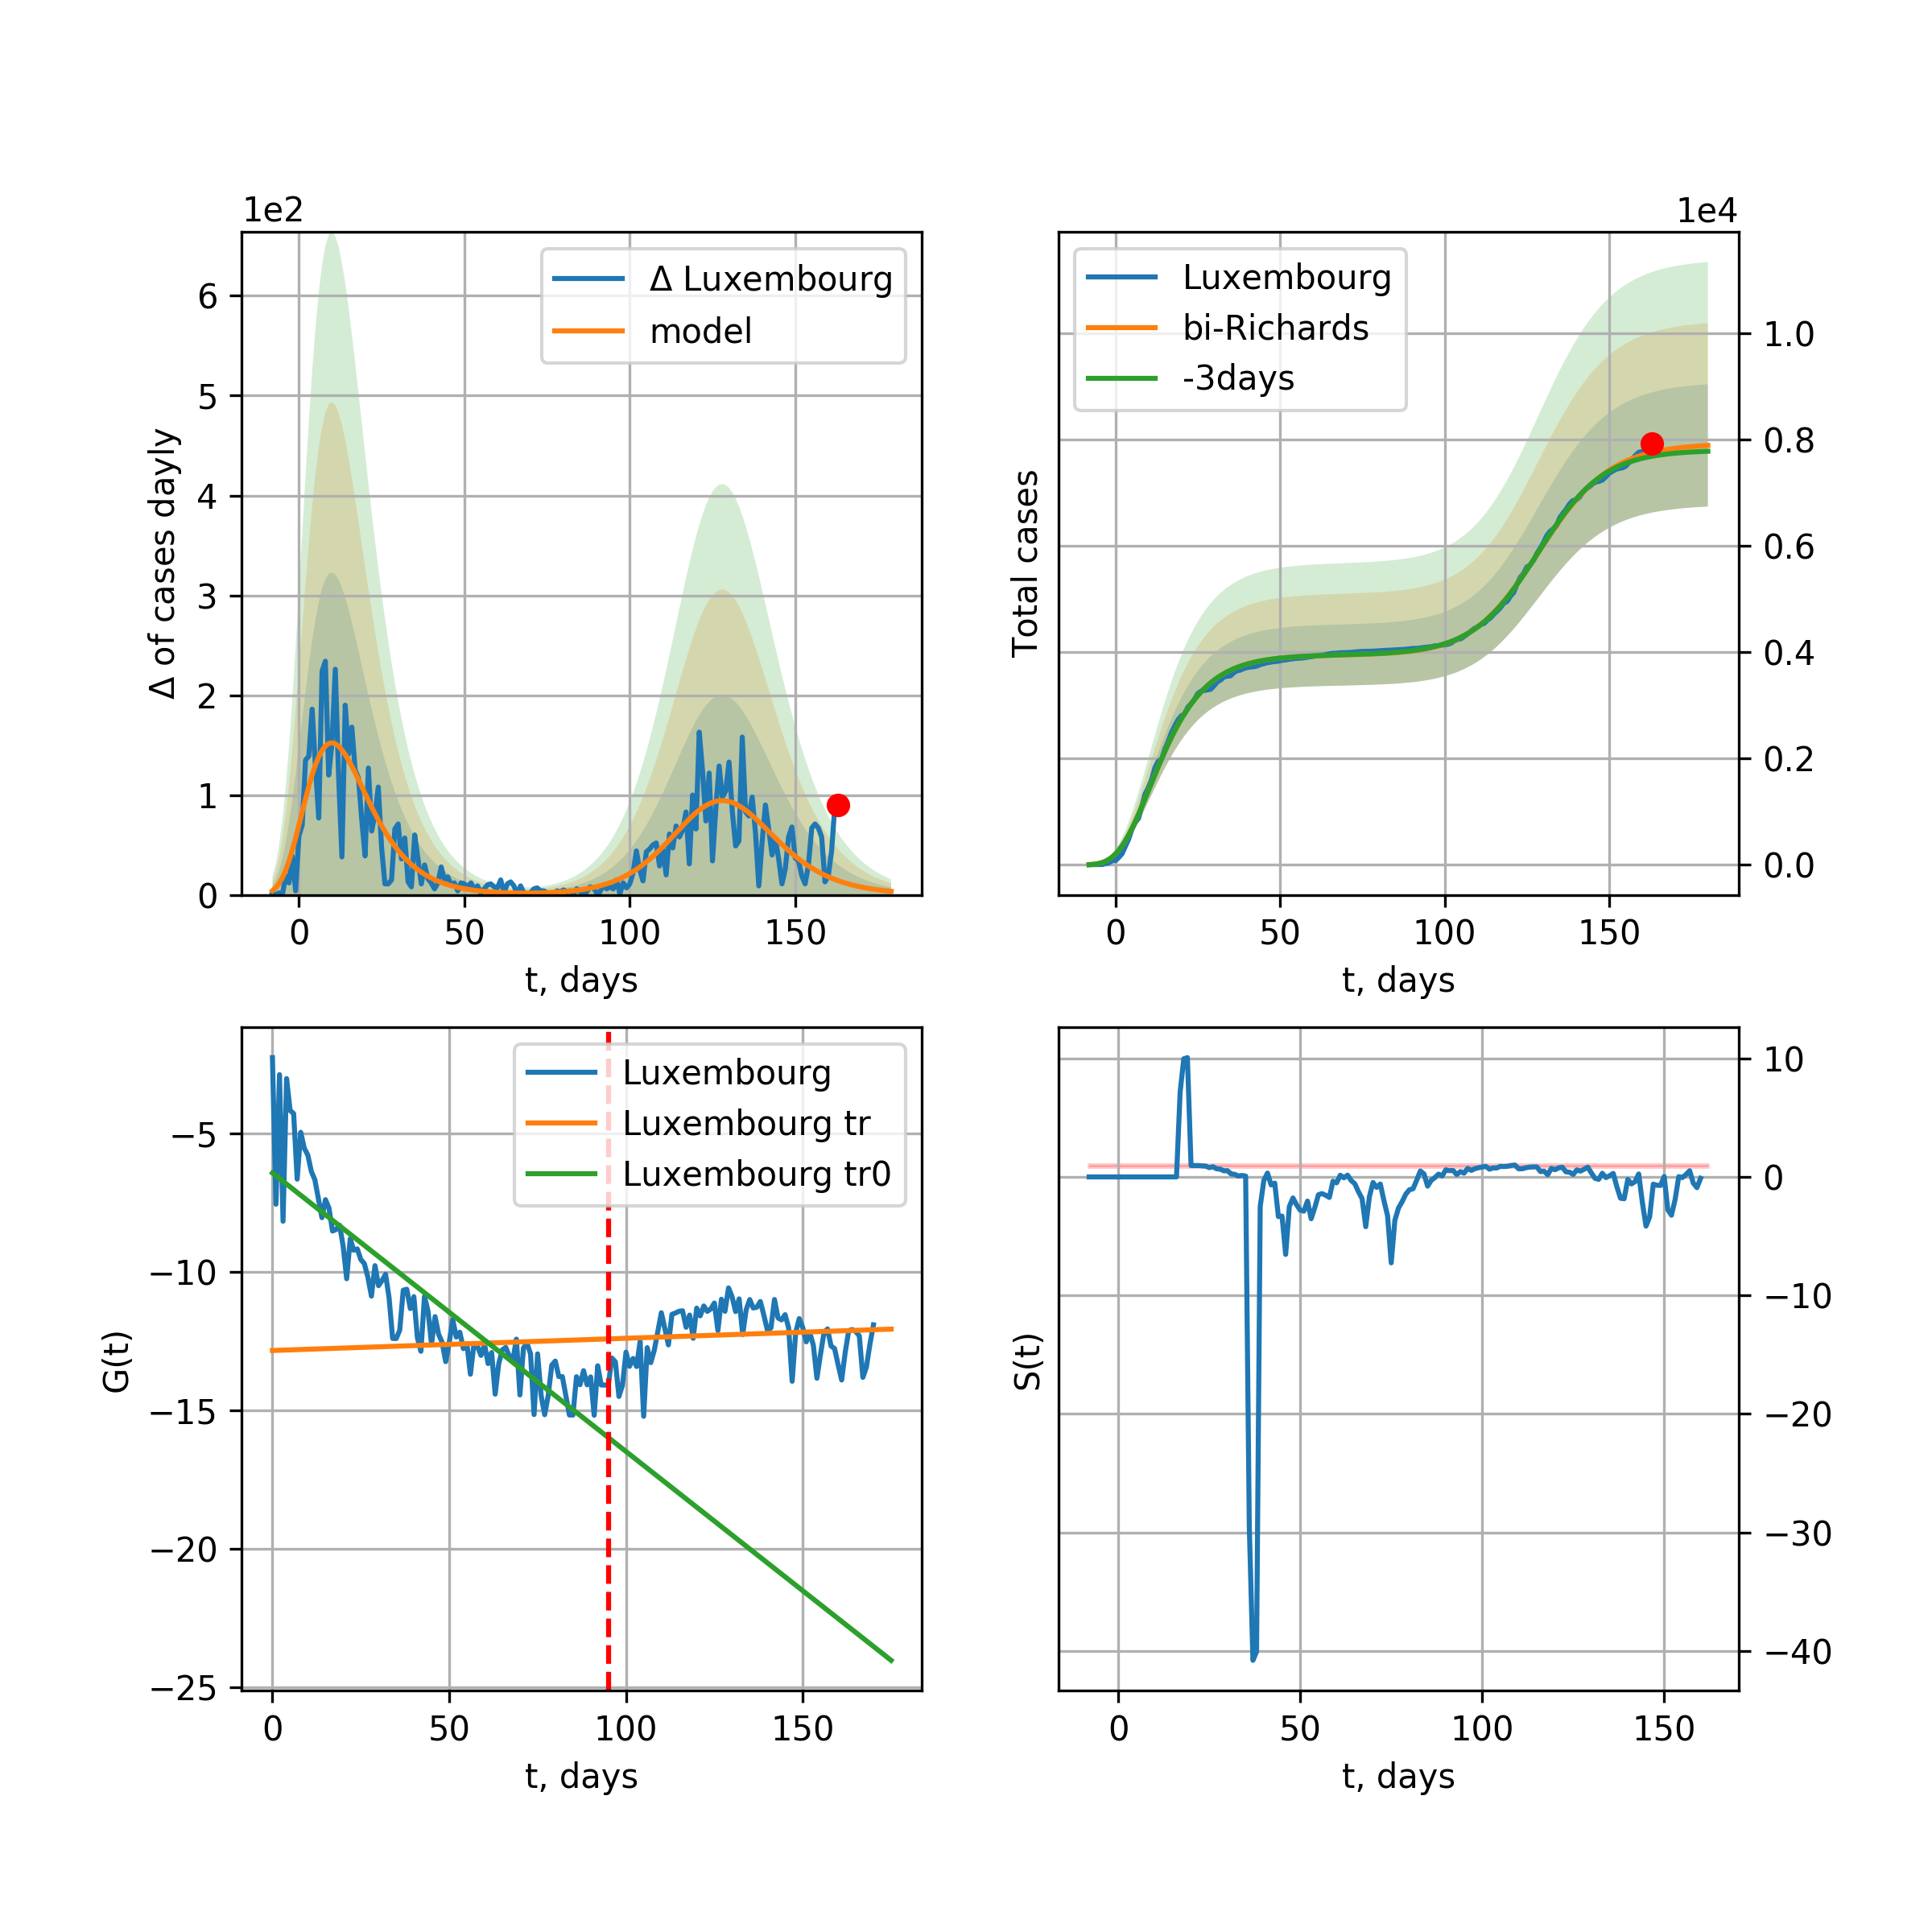 1e2
Δ Luxembourg
model
6
5
4
3
2
1
0
Δ of cases dayly
0 50 100 150
t, days
1e4
Luxembourg
bi-Richards
-3days
1.0
0.8
0.6
0.4
0.2
0.0
Total cases
0 50 100 150
t, days
Luxembourg
Luxembourg tr
Luxembourg tr0
−5
−10
−15
−20
−25
G(t)
0 50 100 150
t, days
10
0
−10
−20
−30
−40
S(t)
0 50 100 150
t, days